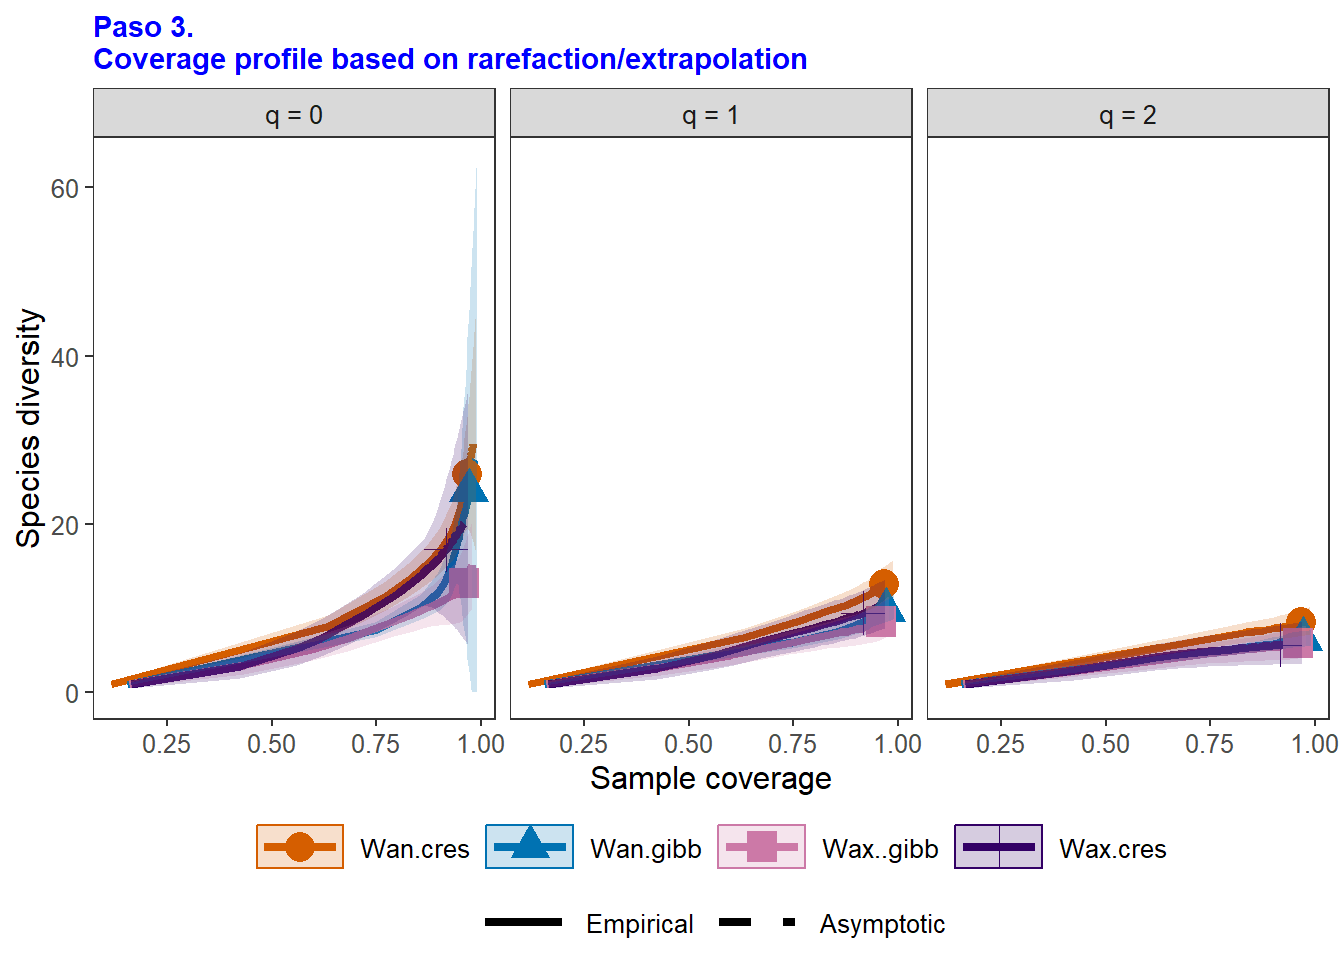 Paso 3.
Coverage profile based on rarefaction/extrapolation
q = 0
q = 1
q = 2
Species diversity
60
40
20
0
0.25 0.50 0.75 1.00
0.25 0.50 0.75 1.00
0.25 0.50 0.75 1.00
Sample coverage
Wan.cres Wan.gibb Wax..gibb Wax.cres
Empirical Asymptotic